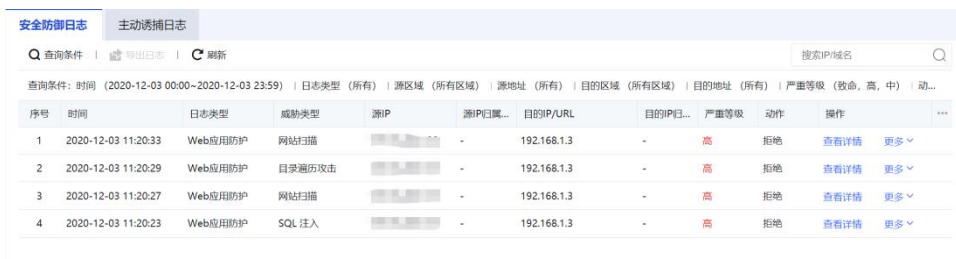 安全防御日志 主动诱捕日志
查询条件 | 导出日志 | 刷新 搜索IP/域名
查询条件：时间 （2020-12-03 00:00~2020-12-03 23:59） | 日志类型 （所有） | 源区域 （所有区域） | 源地址 （所有） | 目的区域 （所有区域） | 目的地址 （所有） | 严重等级 （致命，高，中） | 动...
序号 时间 日志类型 威胁类型 源IP 源IP归属... 目的IP/URL 目的IP归... 严重等级 动作 操作
1 2020-12-03 11:20:33 Web应用防护 网站扫描 - 192.168.1.3 - 高 拒绝 查看详情 更多
2 2020-12-03 11:20:29 Web应用防护 目录遍历攻击 - 192.168.1.3 - 高 拒绝 查看详情 更多
3 2020-12-03 11:20:27 Web应用防护 网站扫描 - 192.168.1.3 - 高 拒绝 查看详情 更多
4 2020-12-03 11:20:23 Web应用防护 SQL 注入 - 192.168.1.3 - 高 拒绝 查看详情 更多